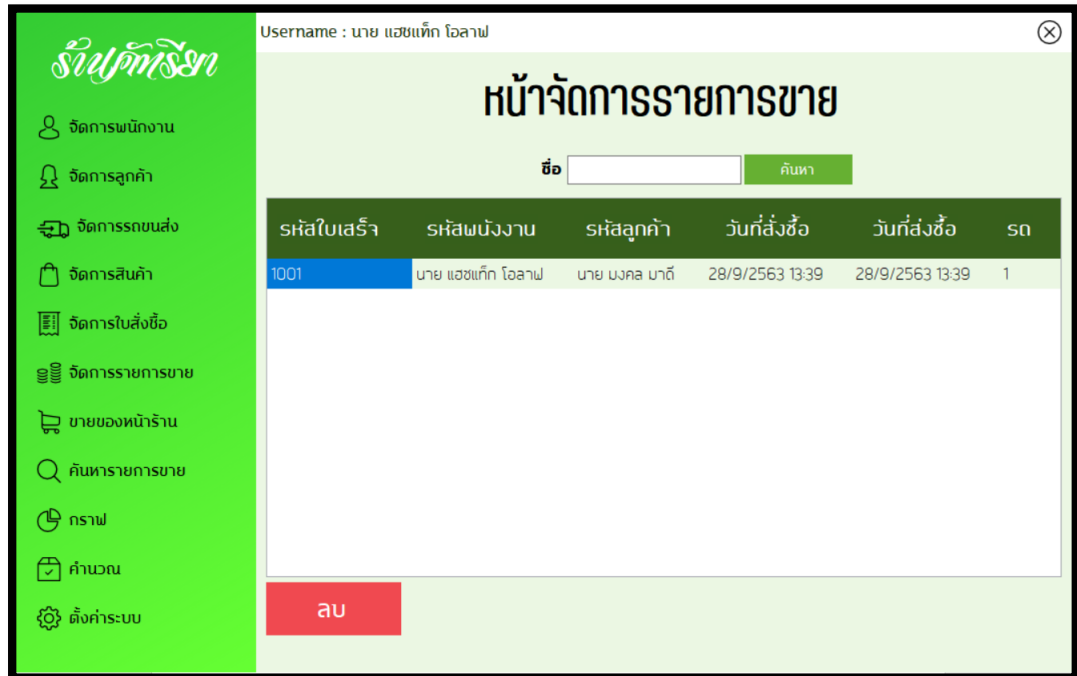 Username : นาย แฮชแท็ก โอลาฟ
ร้านภัทรียา
จัดการพนักงาน
จัดการลูกค้า
จัดการรถขนส่ง
จัดการสินค้า
จัดการใบสั่งชื้อ
จัดการรายการขาย
ขายของหน้าร้าน
ค้นหารายการขาย
กราฟ
คำนวณ
ตั้งค่าระบบ
หน้าจัดการรายการขาย
ชื่อ ค้นหา
รหัสใบเสร็จ รหัสพนังงาน รหัสลูกค้า วันที่สั่งชื้อ วันที่ส่งชื้อ รถ
1001 นาย แฮชแท็ก โอลาฟ นาย มงคล มาดี 28/9/2563 13:39 28/9/2563 13:39 1
ลบ